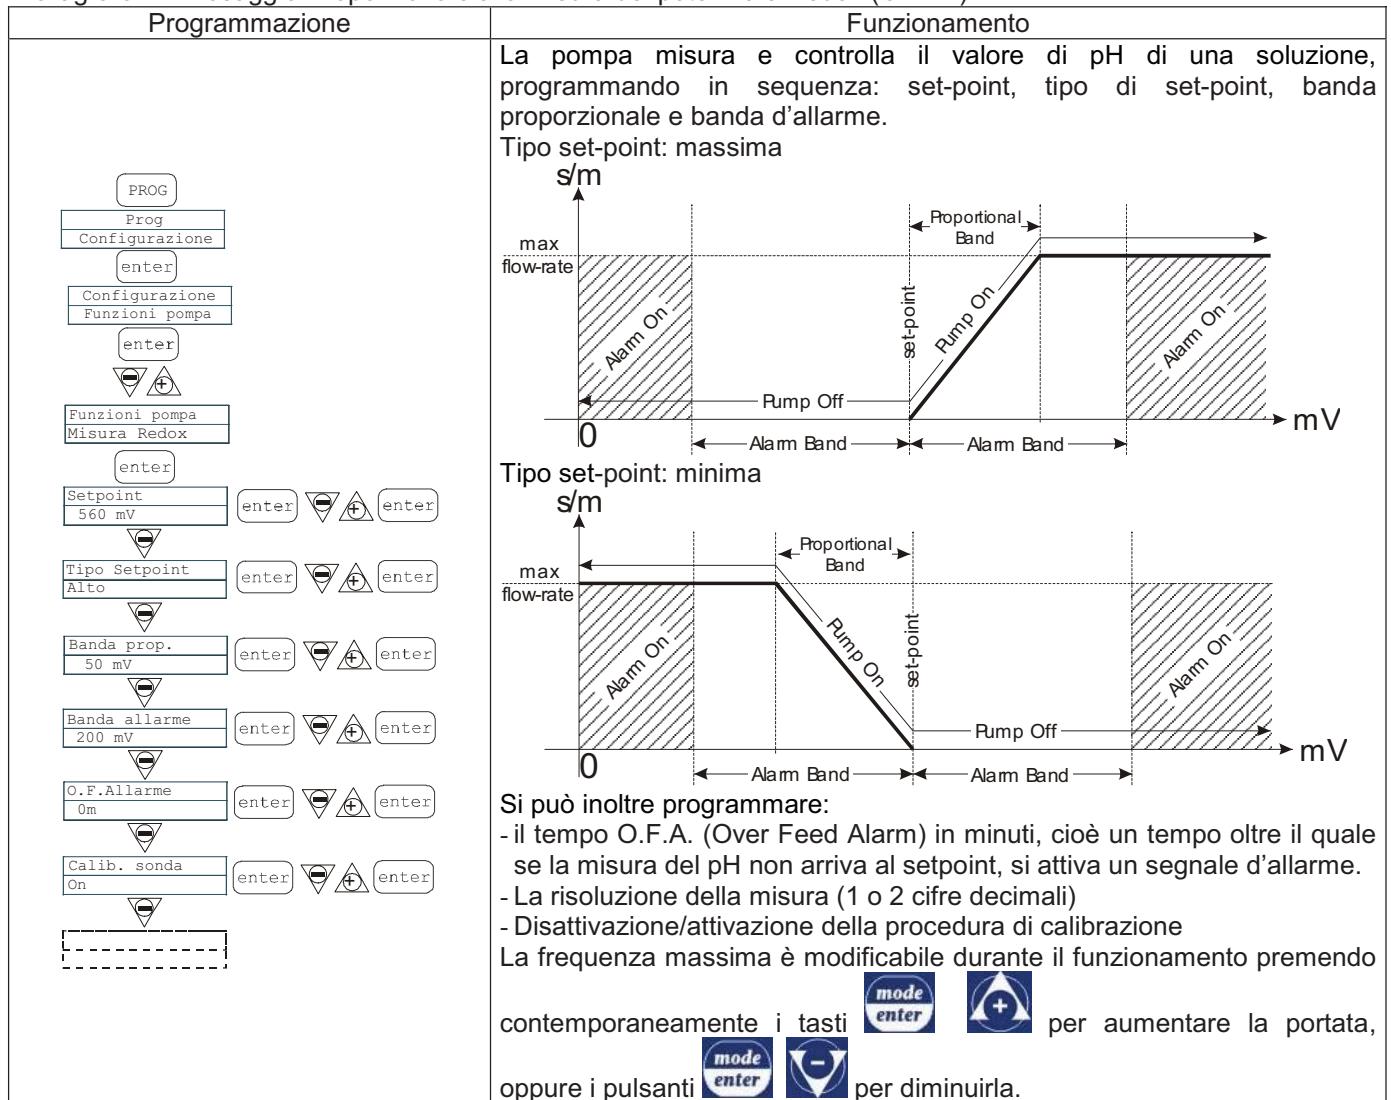 Programmazione
Funzionamento
PROG
Prog
Configurazione
enter
Configurazione
Funzioni pompa
enter
Funzioni pompa
Misura Redox
enter
Setpoint
560 mV
enter
enter
Tipo Setpoint
Alto
enter
enter
Banda prop.
50 mV
enter
enter
Banda allarme
200 mV
enter
enter
O.F.Allarme
0m
enter
enter
Calib. sonda
On
enter
enter
La pompa misura e controlla il valore di pH di una soluzione,
programmando in sequenza: set-point, tipo di set-point, banda
proporzionale e banda d'allarme.
Tipo set-point: massima
s/m
Proportional
Band
max
flow-rate
Alarm On
set-point
Pump On
Alarm On
Pump Off
mV
0
Alarm Band
Alarm Band
Tipo set-point: minima
s/m
Proportional
Band
max
flow-rate
Alarm On
Pump On
set-point
Alarm On
Pump Off
mV
0
Alarm Band
Alarm Band
Si può inoltre programmare:
- il tempo O.F.A. (Over Feed Alarm) in minuti, cioè un tempo oltre il quale
se la misura del pH non arriva al setpoint, si attiva un segnale d'allarme.
- La risoluzione della misura (1 o 2 cifre decimali)
- Disattivazione/attivazione della procedura di calibrazione
La frequenza massima è modificabile durante il funzionamento premendo
contemporaneamente i tasti mode enter + per aumentare la portata,
oppure i pulsanti mode enter - per diminuirla.